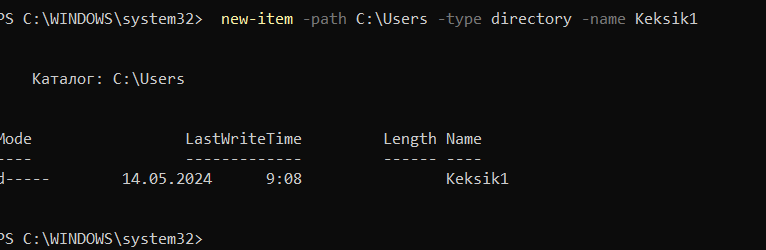 PS C:\WINDOWS\system32> new-item -path C:\Users -type directory -name Keksik1
Каталог: C:\Users
Mode LastWriteTime Length Name
---- ------------- ------ ----
d----- 14.05.2024 9:08 Keksik1
PS C:\WINDOWS\system32>